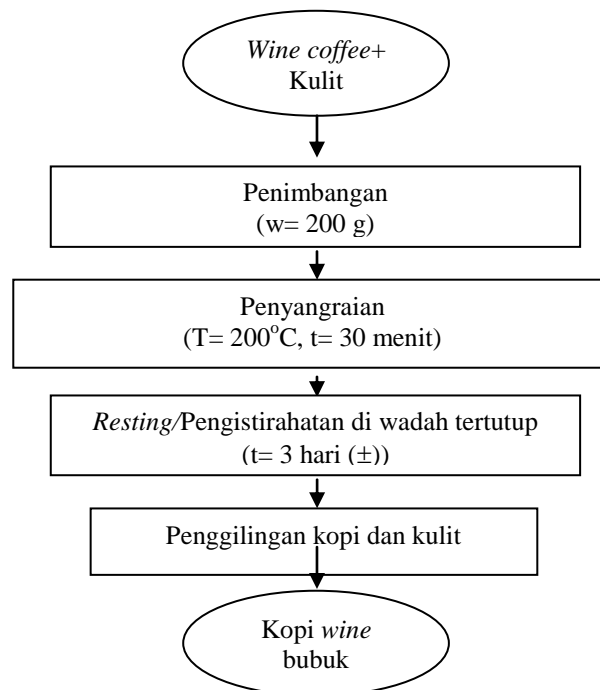 Wine coffee+
Kulit
Penimbangan
(w= 200 g)
Penyangraian
(T= 200°C, t= 30 menit)
Resting/Pengistirahatan di wadah tertutup
(t= 3 hari (±))
Penggilingan kopi dan kulit
Kopi wine
bubuk